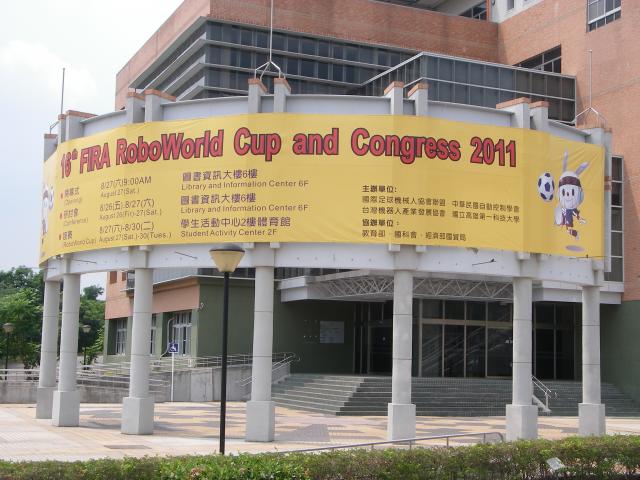 16th FIRA RoboWorld Cup and Congress 2011
開幕式 8/27(六)9:00AM 圖書資訊大樓6樓
(Opening) August 27(Sat.) Library and Information Center 6F
研討會 8/26(五)-8/27(六) 圖書資訊大樓6樓
(Conference) August 26(Fri.)-27(Sat.) Library and Information Center 6F
競賽 8/27(六)-8/30(二) 學生活動中心2樓體育館
(RoboWorld Cup) August 27(Sat.)-30(Tues.) Student Activity Center 2F
主辦單位:
國際足球機械人協會聯盟 中華民國自動控制學會
台灣機器人產業發展協會 國立高雄第一科技大學
協辦單位:
教育部、國科會、經濟部國貿局